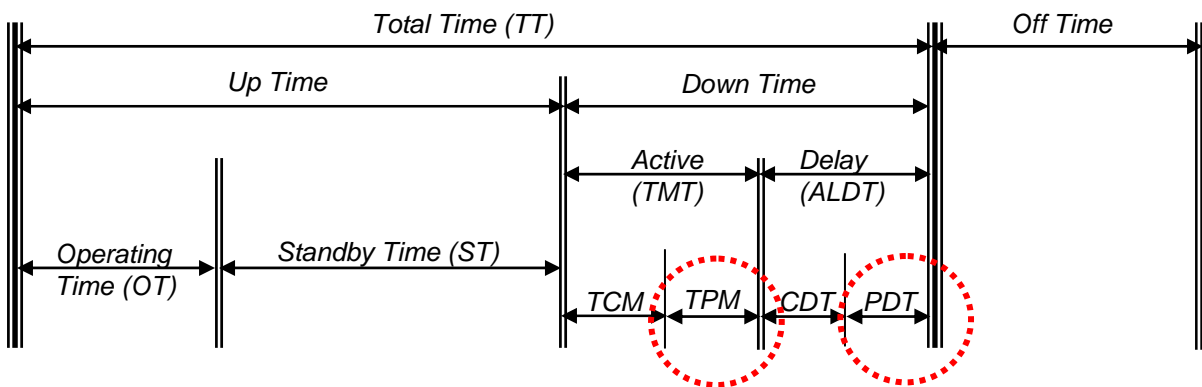 Total Time (TT)
Off Time
Up Time
Down Time
Active
(TMT)
Delay
(ALDT)
Operating
Time (OT)
Standby Time (ST)
TCM
TPM
CDT
PDT